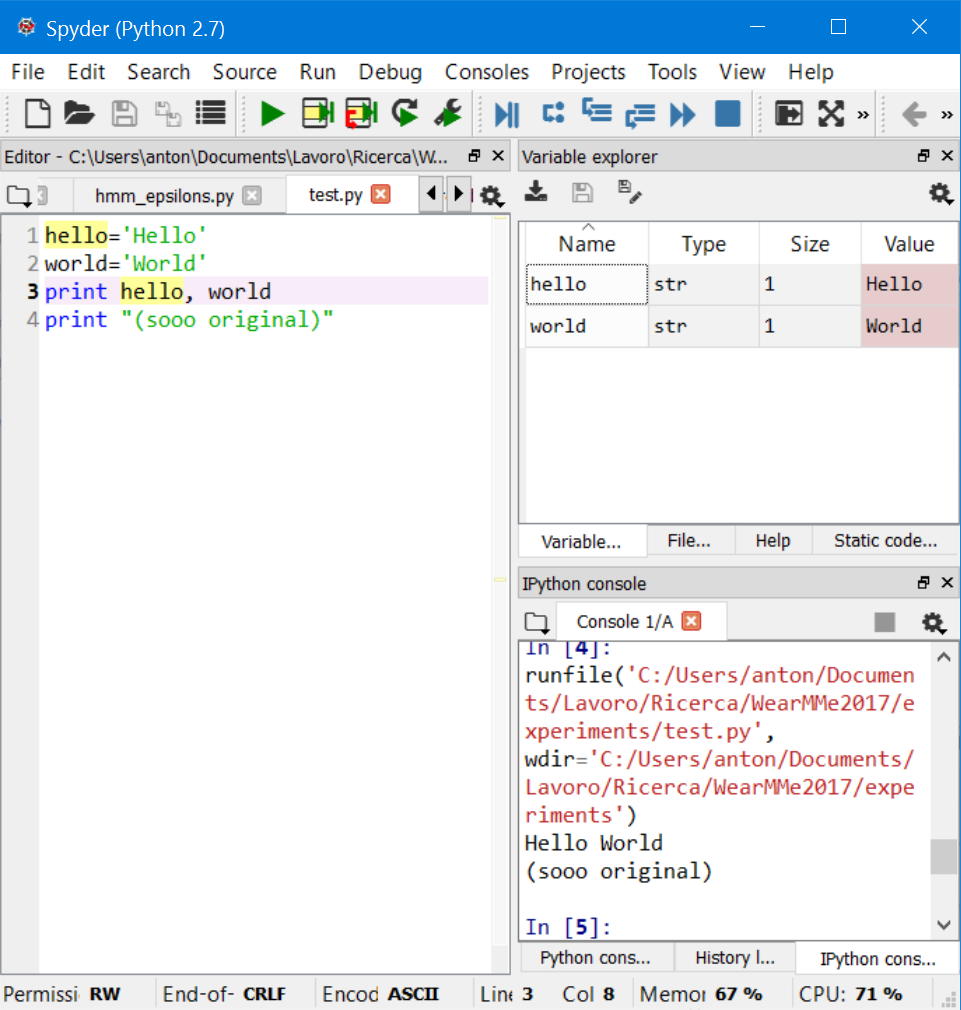 Spyder (Python 2.7)
File Edit Search Source Run Debug Consoles Projects Tools View Help
» »
Editor - C:\Users\anton\Documents\Lavoro\Ricerca\W...
hmm_epsilons.py test.py
1 hello='Hello'
2 world='World'
3 print hello, world
4 print "(sooo original)"
Variable explorer
Name Type Size Value
hello str 1 Hello
world str 1 World
Variable... File... Help Static code...
IPython console
Console 1/A
In [4]:
runfile('C:/Users/anton/Documen
ts/Lavoro/Ricerca/WearMMe2017/e
xperiments/test.py',
wdir='C:/Users/anton/Documents/
Lavoro/Ricerca/WearMMe2017/expe
riments')
Hello World
(sooo original)
In [5]:
Python cons... History l... IPython cons...
Permissi RW End-of- CRLF Encod ASCII Line 3 Col 8 Memor 67 % CPU: 71 %